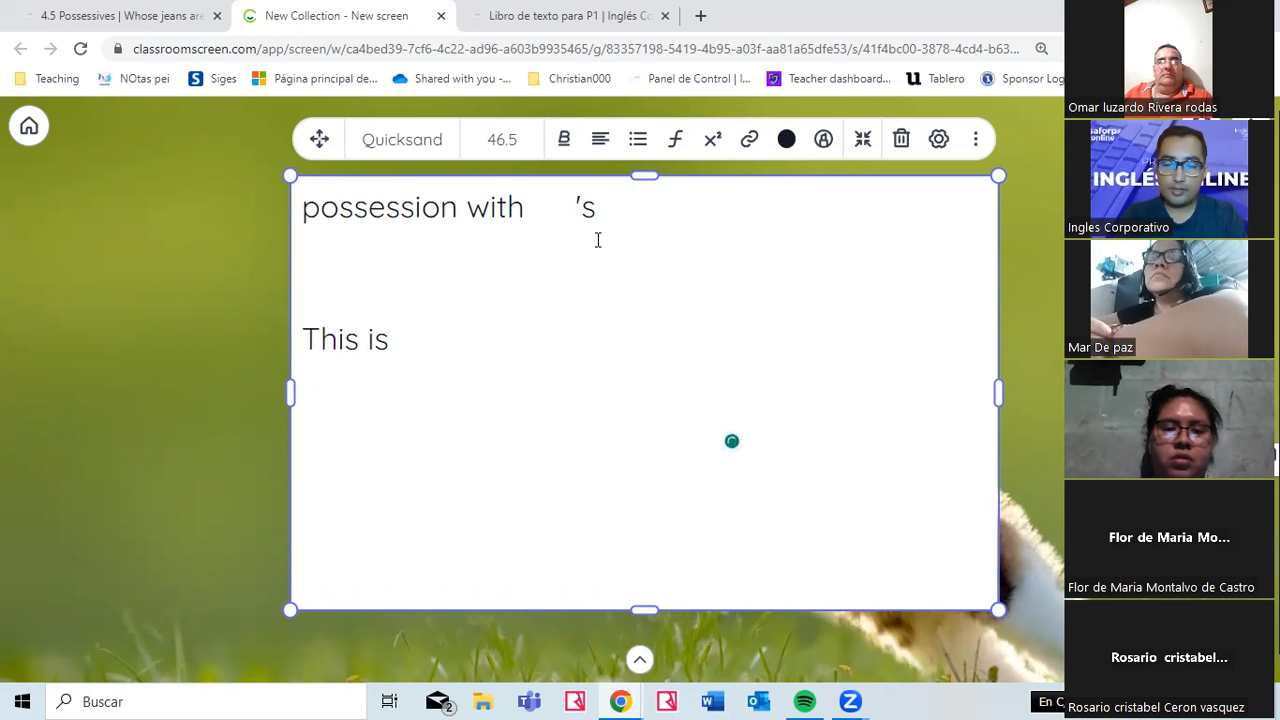 4.5 Possessives | Whose jeans are
New Collection - New screen
Libro de texto para P1 | Inglés Co
classroomscreen.com/app/screen/w/ca4bed39-7cf6-4c22-ad96-a603b9935465/g/83357198-5419-4b95-a03f-aa81a65dfe53/s/41f4bc00-3878-4cd4-b63...
Teaching
NOtas pei
Siges
Página principal de...
Shared with you -...
Christian000
Panel de Control | I...
Teacher dashboard...
Tablero
Sponsor Log
Quicksand
46.5
possession with 's
This is
Omar luzardo Rivera rodas
INGLÉS ONLINE
Ingles Corporativo
Mar De paz
Flor de Maria Mo...
Flor de Maria Montalvo de Castro
Rosario cristabel...
Rosario cristabel Ceron vasquez
Buscar
2